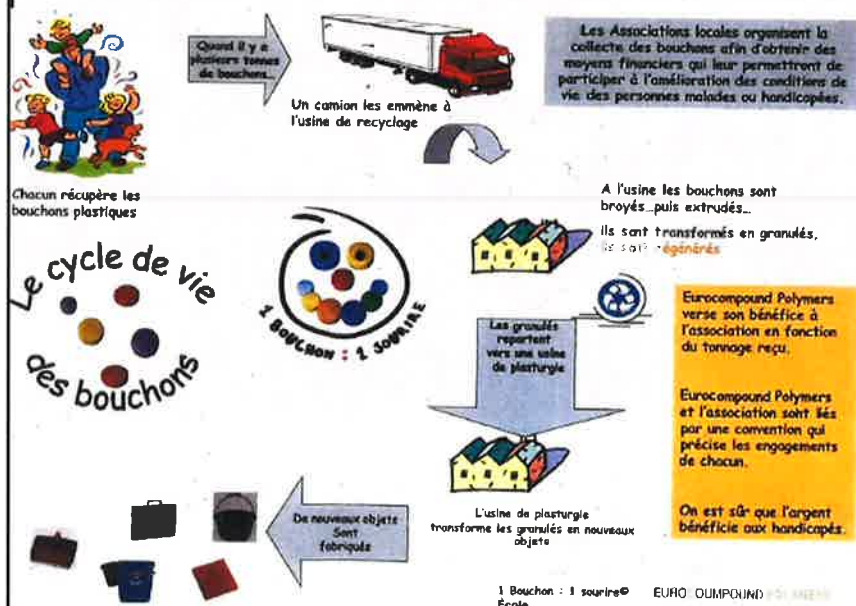 Quand il y a
plusieurs tonnes
de bouchons...
Un camion les emmène à
l'usine de recyclage
Les Associations locales organisent la
collecte des bouchons afin d'obtenir des
moyens financiers qui leur permettront de
participer à l'amélioration des conditions de
vie des personnes malades ou handicapées.
Chacun récupère les
bouchons plastiques
A l'usine les bouchons sont
broyés...puis extrudés...
Ils sont transformés en granulés,
ils sont régénérés
Le cycle de vie
des bouchons
1 BOUCHON : 1 SOURIRE
Les granulés
repartent
vers une usine
de plasturgie
Eurocompound Polymers
verse son bénéfice à
l'association en fonction
du tonnage reçu.
Eurocompound Polymers
et l'association sont liés
par une convention qui
précise les engagements
de chacun.
On est sûr que l'argent
bénéficie aux handicapés.
L'usine de plasturgie
transforme les granulés en nouveaux
objets
De nouveaux objets
Sont
fabriqués
1 Bouchon : 1 sourire©
École
EURO COUMPOUND